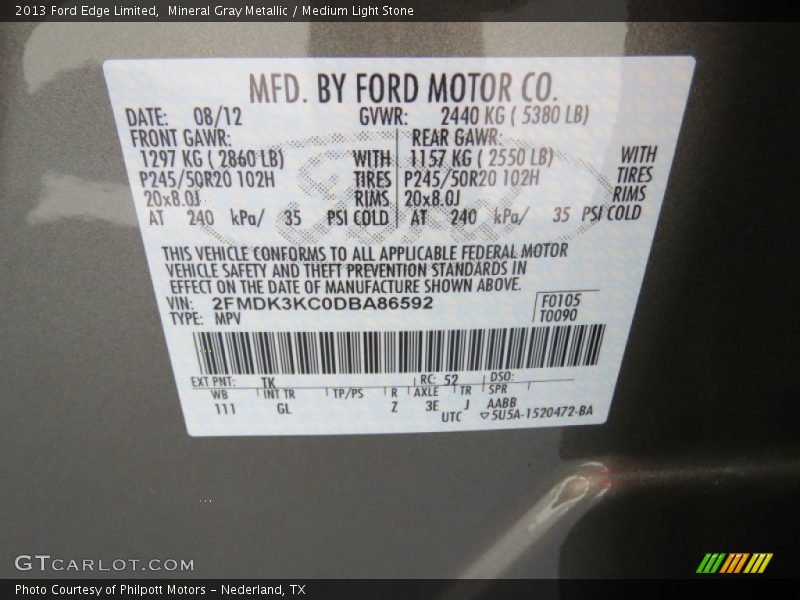 2013 Ford Edge Limited,  Mineral Gray Metallic / Medium Light Stone
MFD. BY FORD MOTOR CO.
DATE: 08/12 GVWR: 2440 KG ( 5380 LB)
FRONT GAWR: REAR GAWR:
1297 KG ( 2860 LB) WITH 1157 KG ( 2550 LB) WITH
P245/50R20 102H TIRES P245/50R20 102H TIRES
20x8.0J RIMS 20x8.0J RIMS
AT 240 kPa/ 35 PSI COLD AT 240 kPa/ 35 PSI COLD
THIS VEHICLE CONFORMS TO ALL APPLICABLE FEDERAL MOTOR
VEHICLE SAFETY AND THEFT PREVENTION STANDARDS IN
EFFECT ON THE DATE OF MANUFACTURE SHOWN ABOVE.
VIN: 2FMDK3KC0DBA86592 F0105
TYPE: MPV T0090
EXT PNT: TK RC: 52 DSO:
WB INT TR TP/PS R AXLE TR SPR
111 GL Z 3E J AABB
UTC ▽5U5A-1520472-BA
GTCARLOT.COM
Photo Courtesy of Philpott Motors – Nederland, TX